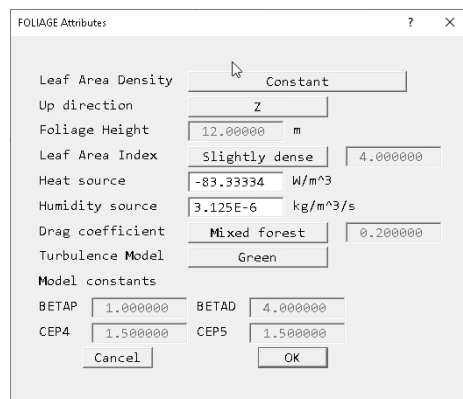 FOLIAGE Attributes ? ×
Leaf Area Density Constant
Up direction Z
Foliage Height 12.00000 m
Leaf Area Index Slightly dense 4.000000
Heat source -83.33334 W/m^3
Humidity source 3.125E-6 kg/m^3/s
Drag coefficient Mixed forest 0.200000
Turbulence Model Green
Model constants
BETAP 1.000000 BETAD 4.000000
CEP4 1.500000 CEP5 1.500000
Cancel OK